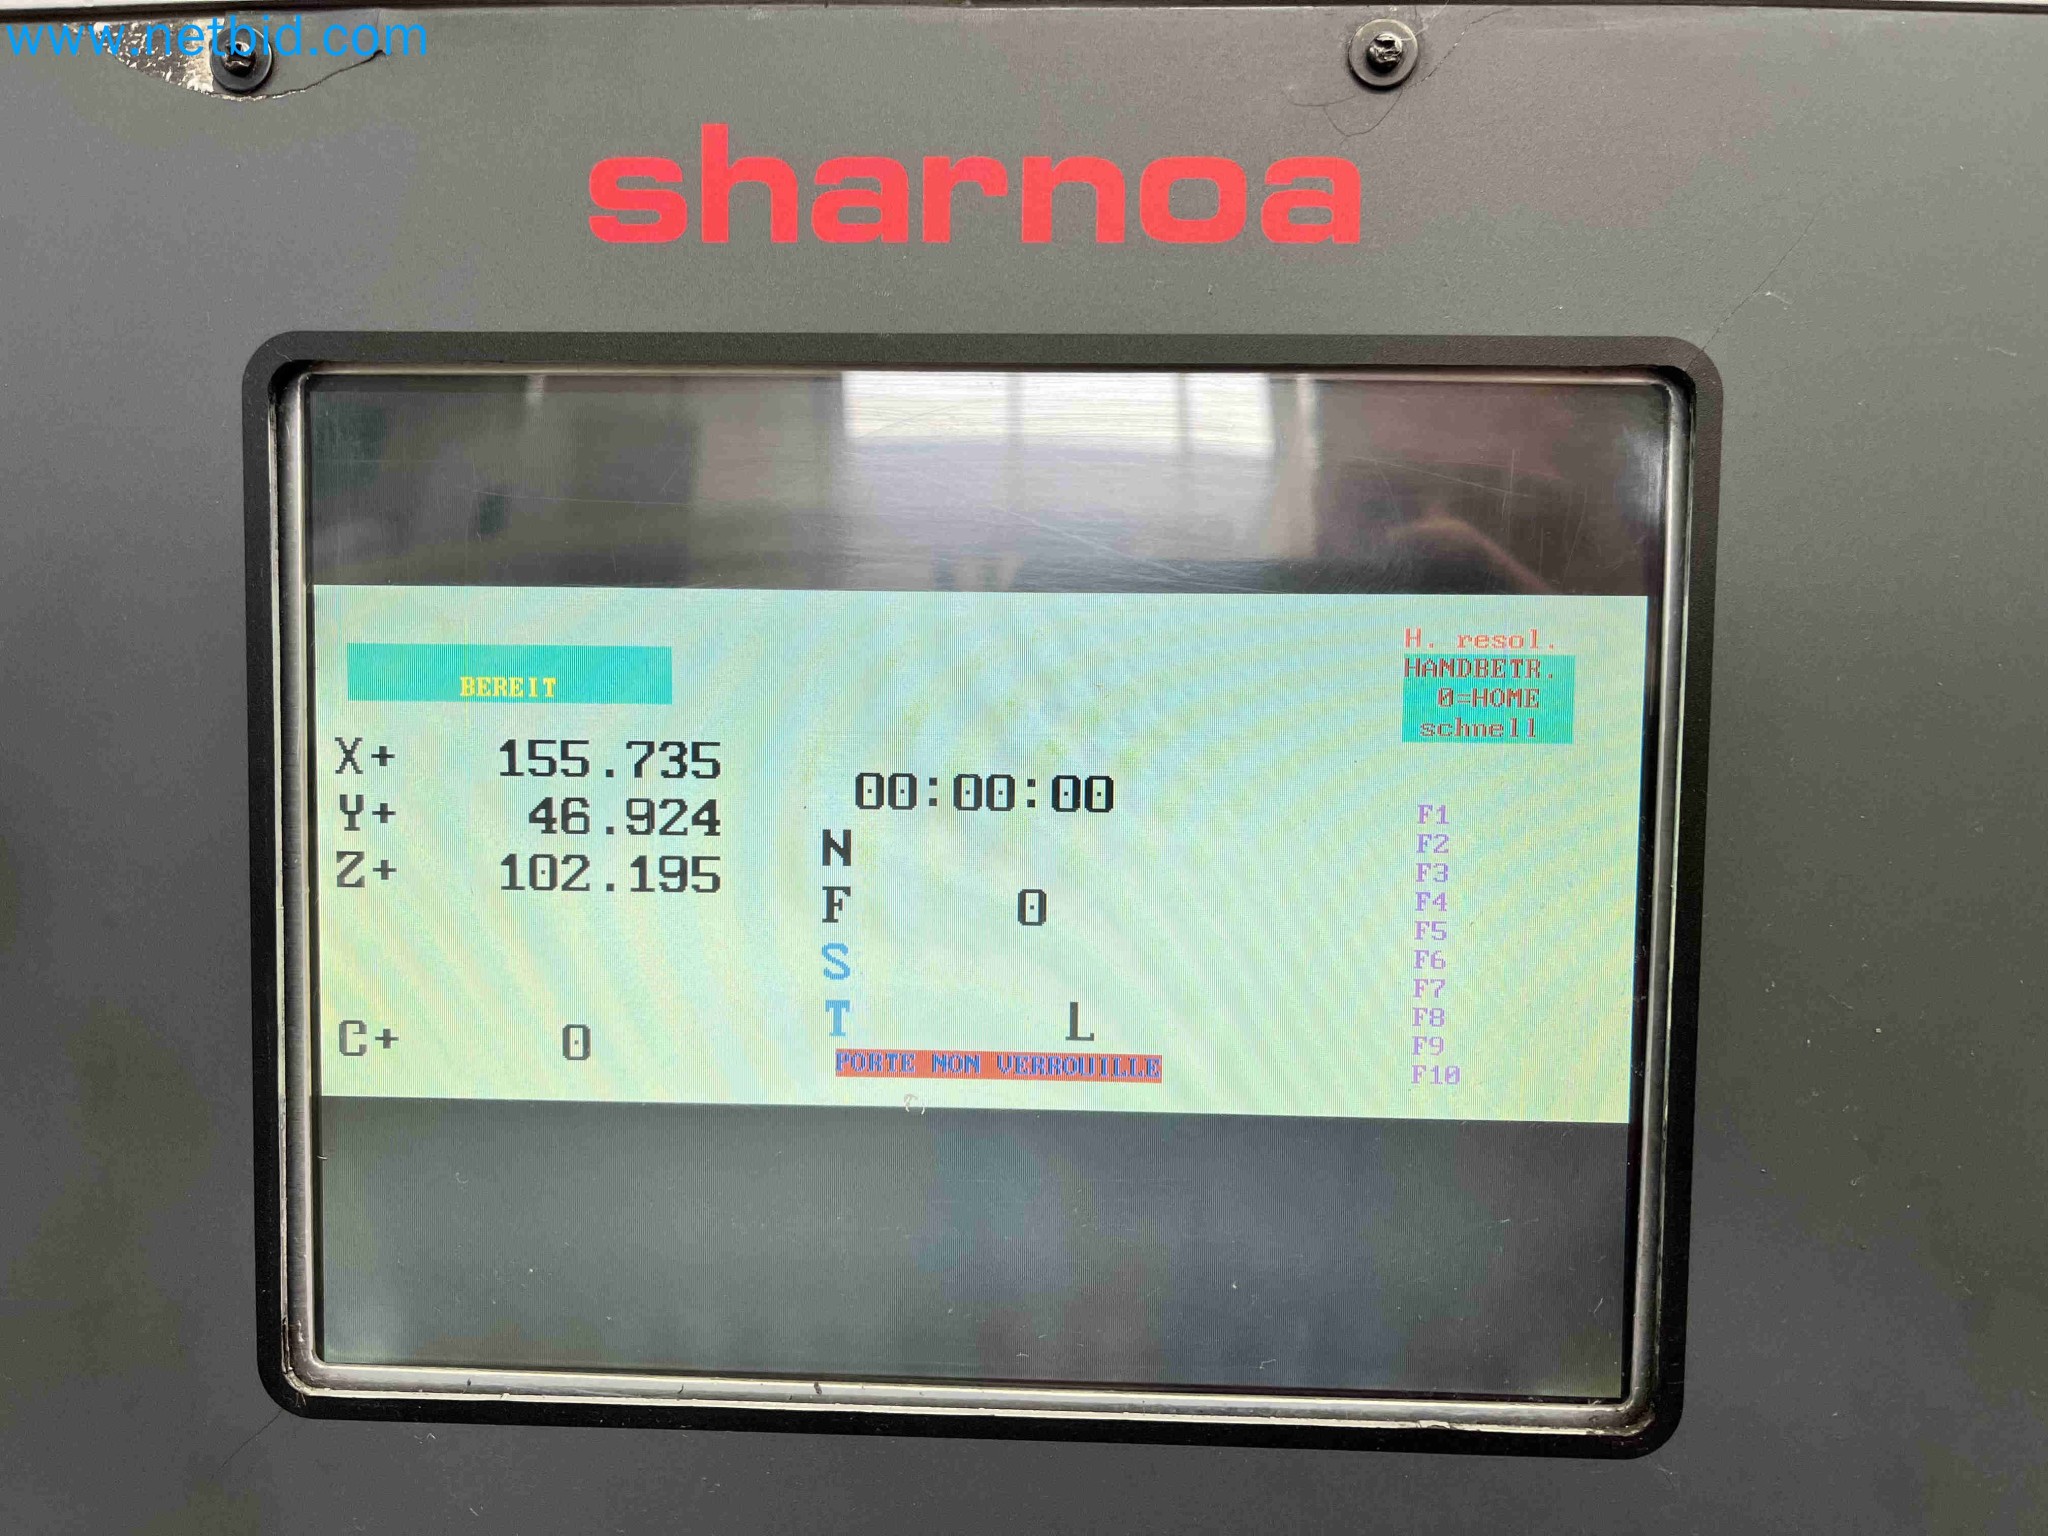 www.netbid.com
sharnoa
H. resol.
BEREIT
HANDBETR.
0=HOME
schnell
X+ 155.735
Y+ 46.924
Z+ 102.195
C+ 0
00:00:00
N
F 0
S
T L
PORTE NON VERROUILLE
F1
F2
F3
F4
F5
F6
F7
F8
F9
F10